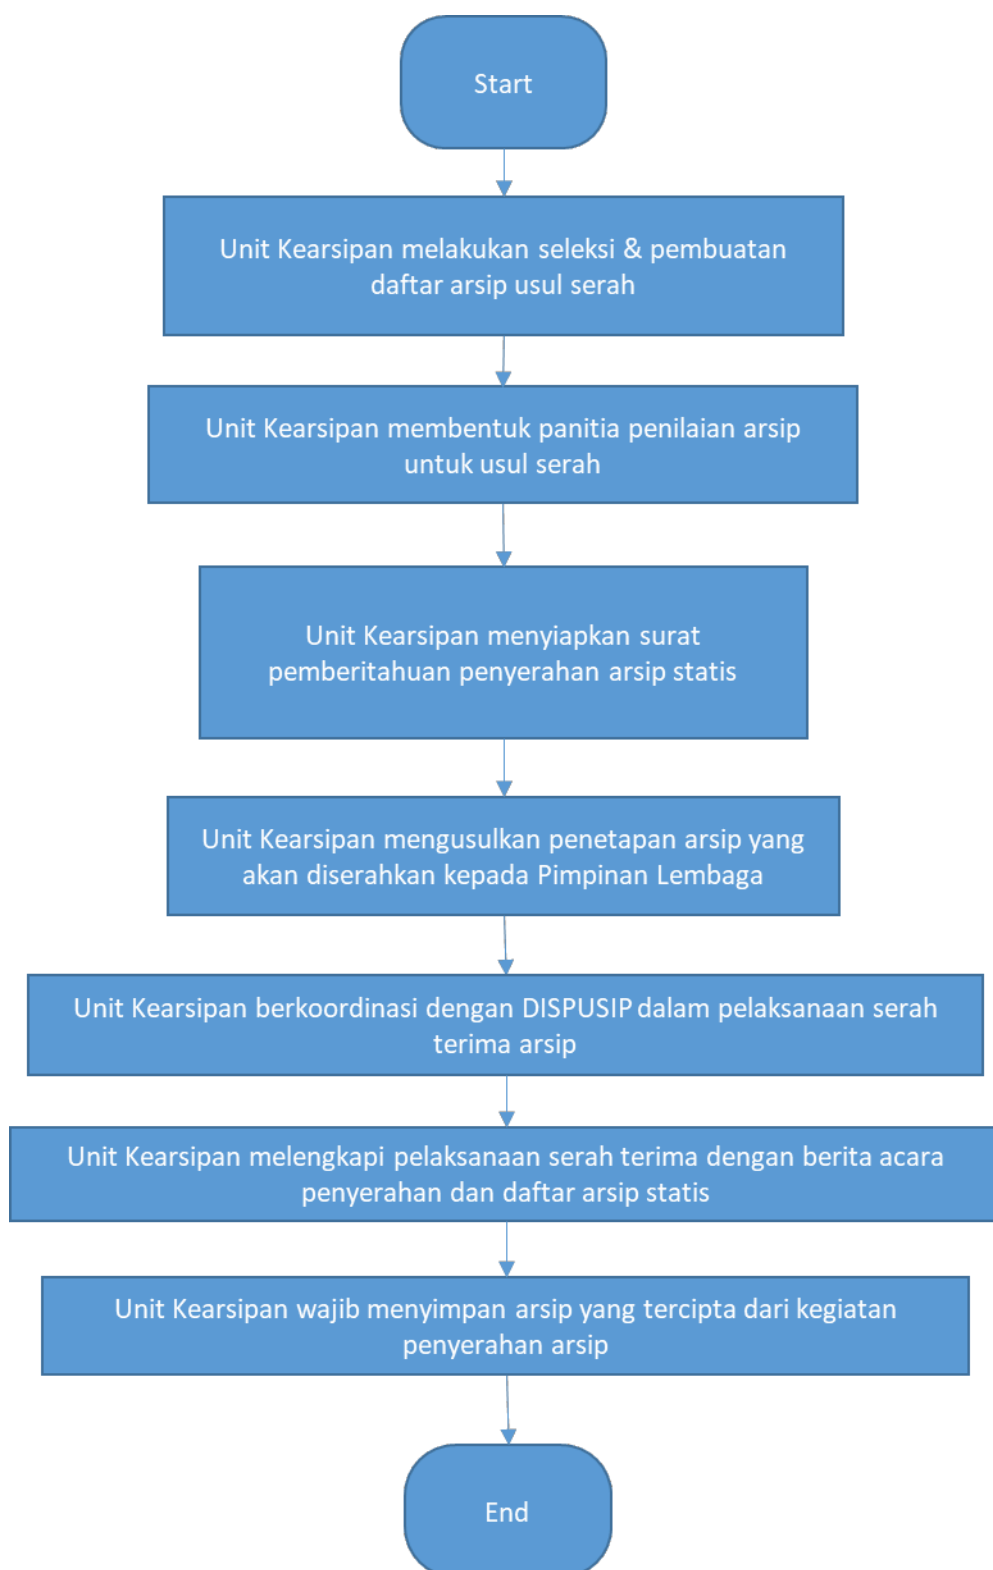 Start
Unit Kearsipan melakukan seleksi & pembuatan
daftar arsip usul serah
Unit Kearsipan membentuk panitia penilaian arsip
untuk usul serah
Unit Kearsipan menyiapkan surat
pemberitahuan penyerahan arsip statis
Unit Kearsipan mengusulkan penetapan arsip yang
akan diserahkan kepada Pimpinan Lembaga
Unit Kearsipan berkoordinasi dengan DISPUSIP dalam pelaksanaan serah
terima arsip
Unit Kearsipan melengkapi pelaksanaan serah terima dengan berita acara
penyerahan dan daftar arsip statis
Unit Kearsipan wajib menyimpan arsip yang tercipta dari kegiatan
penyerahan arsip
End